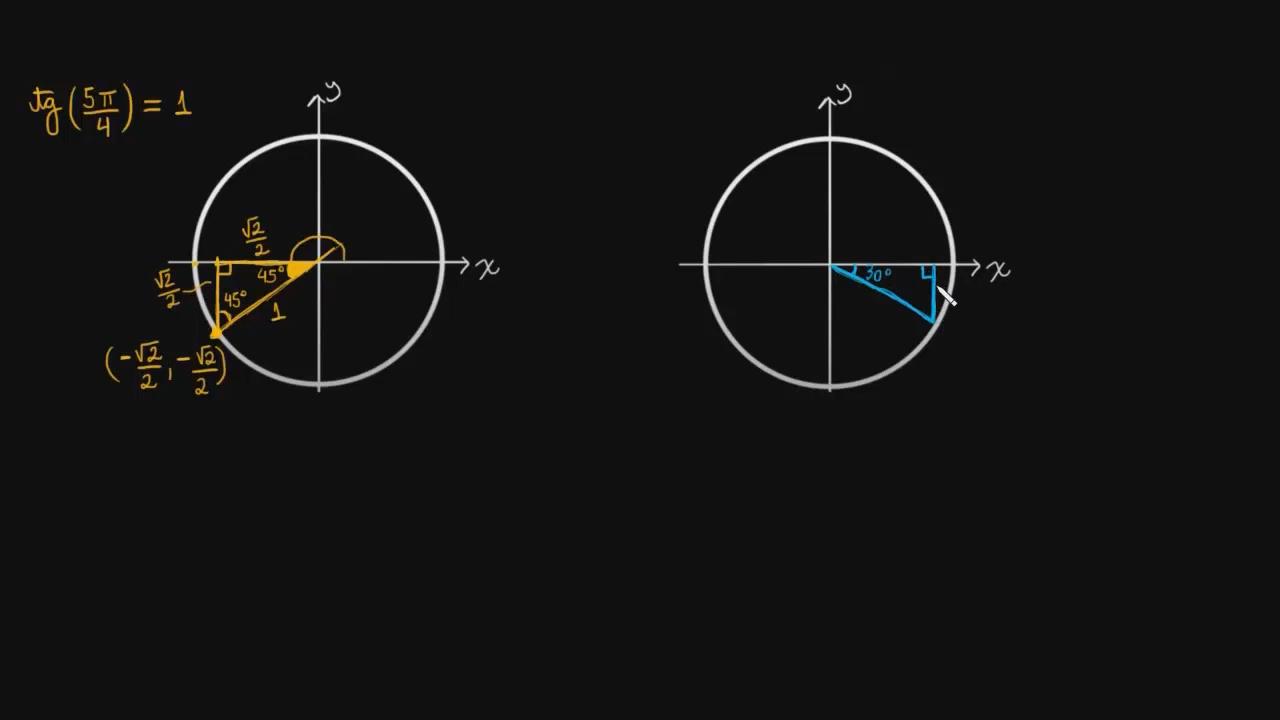 tg(5π/4) = 1
y
x
√2/2
√2/2
45°
45°
1
(-√2/2, -√2/2)
y
x
30°